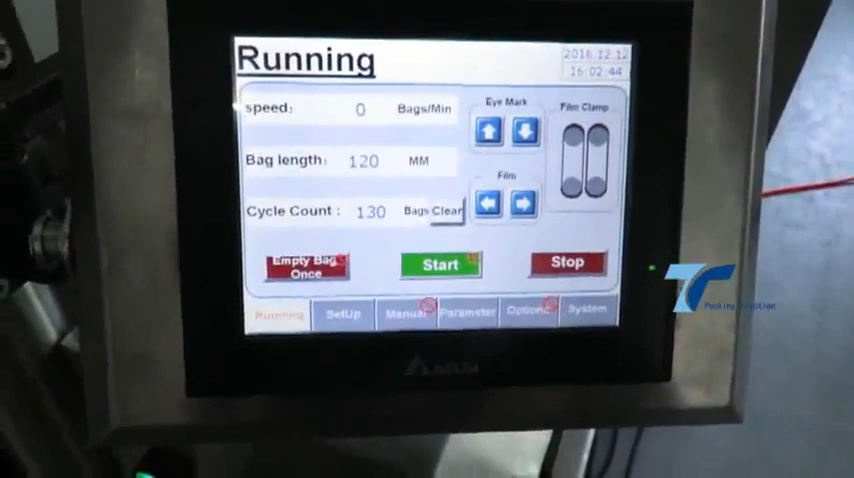 Running
2016.12.12
16:02:44
speed: 0 Bags/Min
Eye Mark
Film Clamp
Bag length: 120 MM
Film
Cycle Count : 130 Bags Clear
Empty Bag
Once
Start
Stop
Running SetUp Manual Parameter Options System